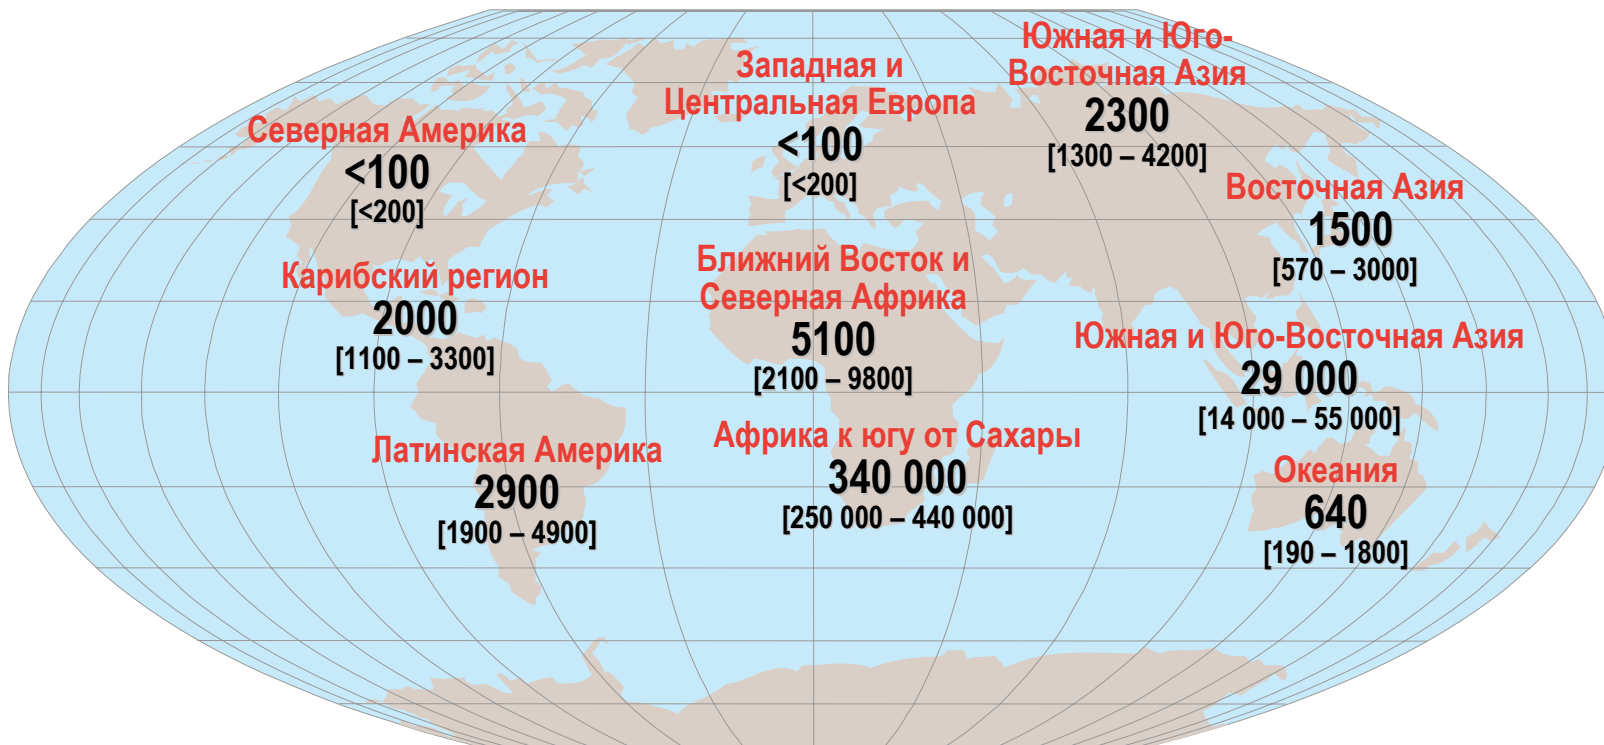 Южная и Юго-
Восточная Азия
2300
[1300 – 4200]
Западная и
Центральная Европа
<100
[<200]
Северная Америка
<100
[<200]
Восточная Азия
1500
[570 – 3000]
Карибский регион
2000
[1100 – 3300]
Ближний Восток и
Северная Африка
5100
[2100 – 9800]
Южная и Юго-Восточная Азия
29 000
[14 000 – 55 000]
Латинская Америка
2900
[1900 – 4900]
Африка к югу от Сахары
340 000
[250 000 – 440 000]
Океания
640
[190 – 1800]